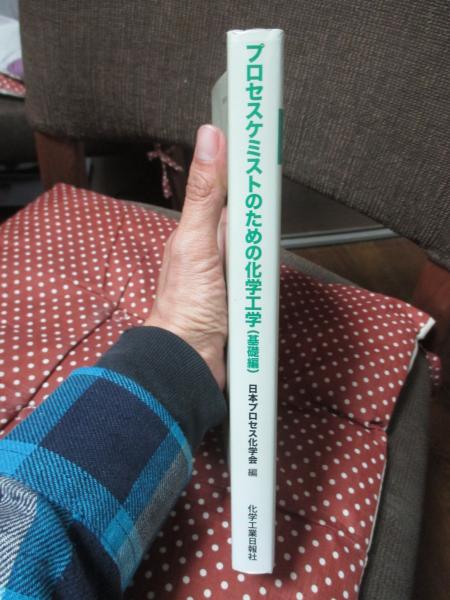 プロセスケミストのための化学工学（基礎編）
日本プロセス化学会 編
化学工業日報社